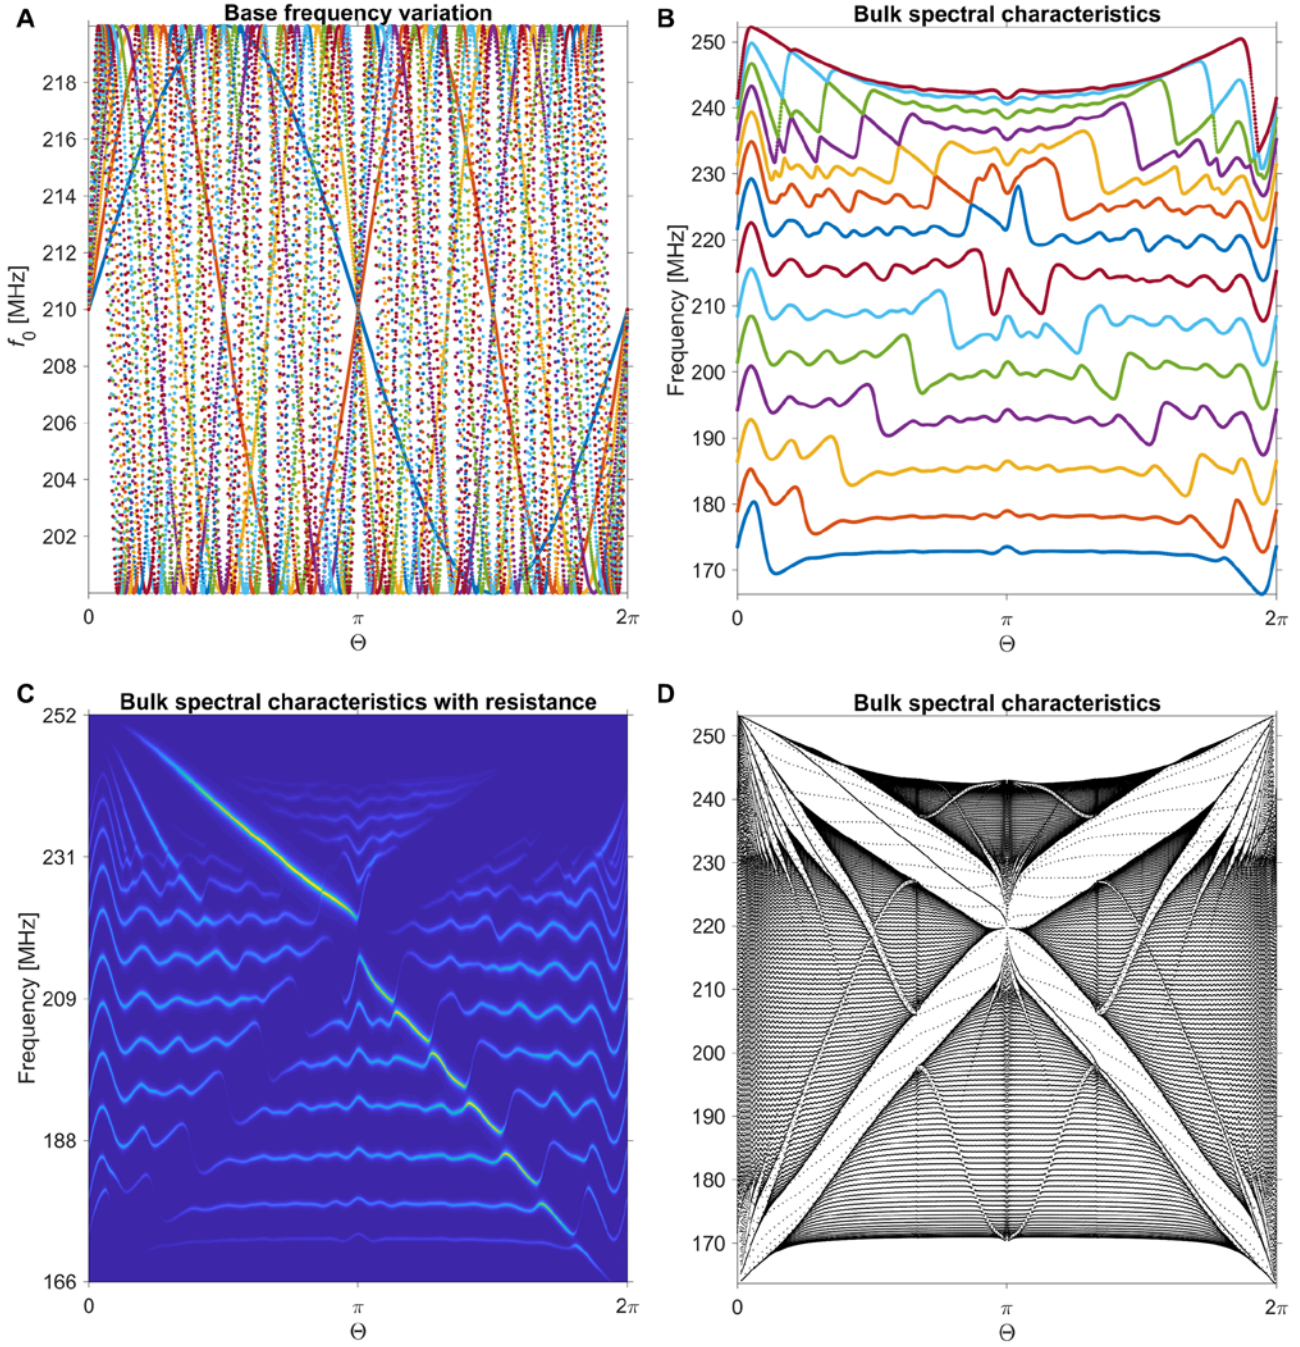 A
Base frequency variation
218
216
214
212
210
208
206
204
202
f0 [MHz]
0
π
2π
Θ
B
Bulk spectral characteristics
250
240
230
220
210
200
190
180
170
Frequency [MHz]
0
π
2π
Θ
C
Bulk spectral characteristics with resistance
252
231
209
188
166
Frequency [MHz]
0
π
2π
Θ
D
Bulk spectral characteristics
250
240
230
220
210
200
190
180
170
0
π
2π
Θ